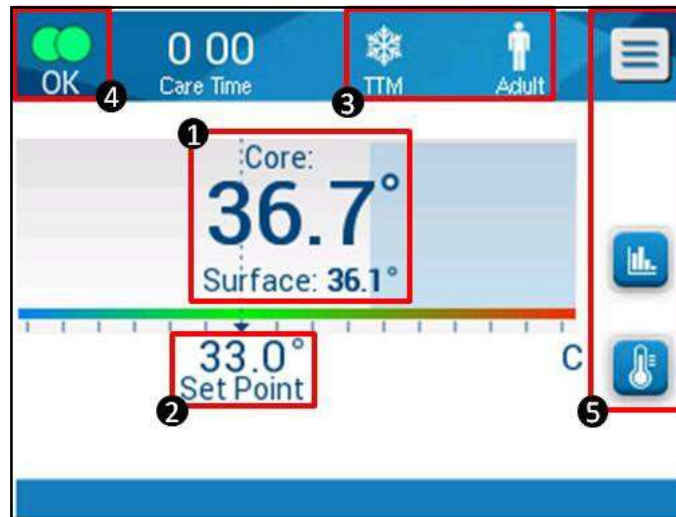 OK
4
0 00
Care Time
TTM
Adult
3
1
Core:
36.7°
Surface: 36.1°
33.0°
Set Point
2
C
5